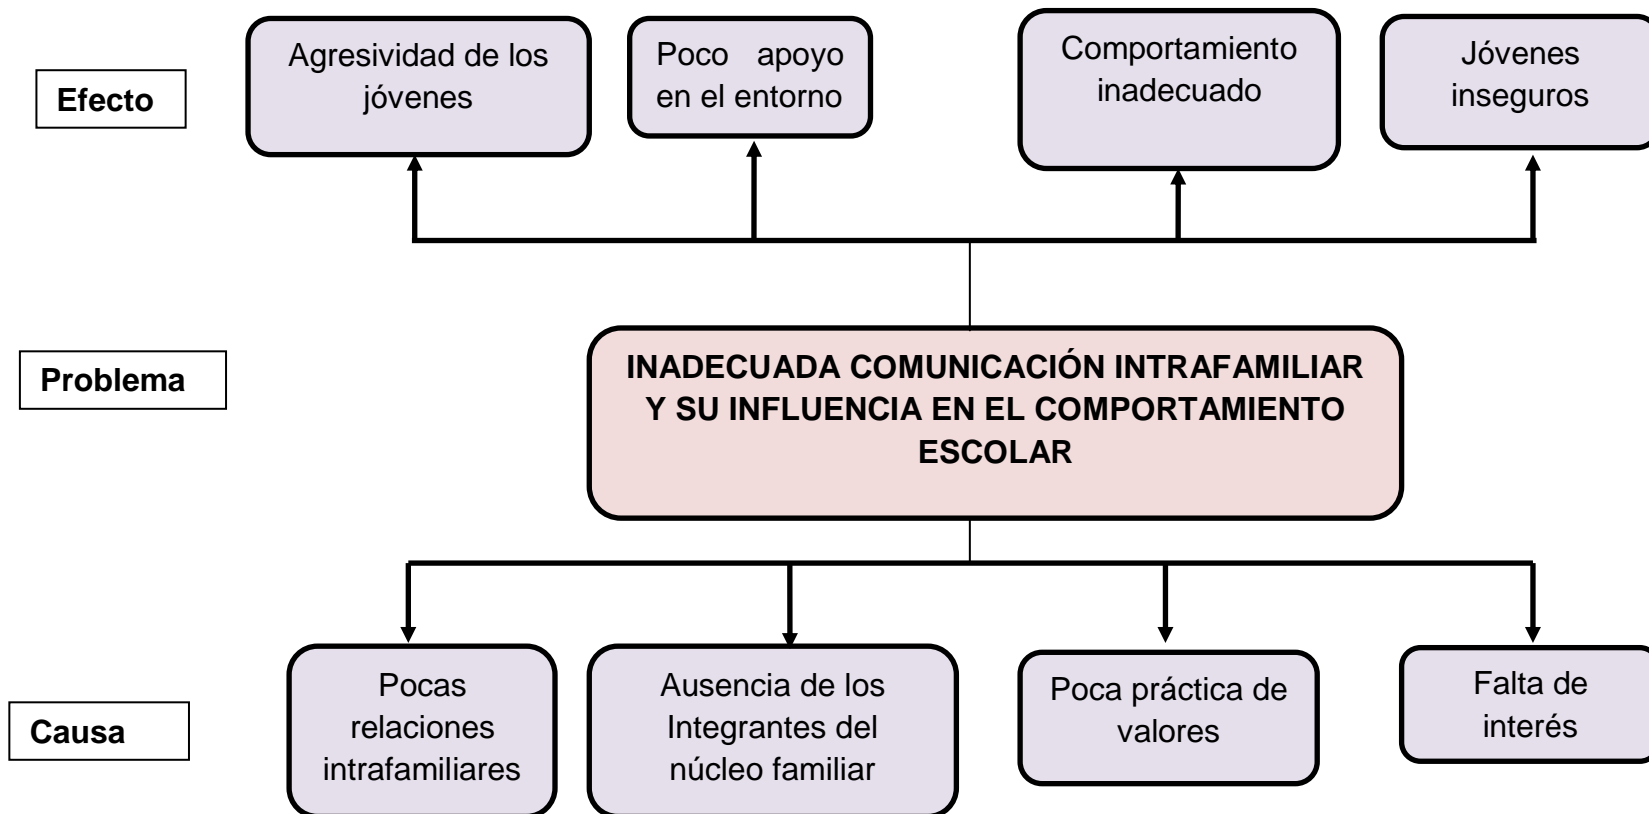 Efecto
Agresividad de los
jóvenes
Poco apoyo
en el entorno
Comportamiento
inadecuado
Jóvenes
inseguros
Problema
INADECUADA COMUNICACIÓN INTRAFAMILIAR
Y SU INFLUENCIA EN EL COMPORTAMIENTO
ESCOLAR
Causa
Pocas
relaciones
intrafamiliares
Ausencia de los
Integrantes del
núcleo familiar
Poca práctica de
valores
Falta de
interés